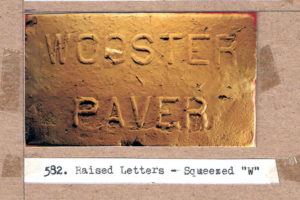 WOOSTER
PAVER
582. Raised Letters - Squeezed "W"